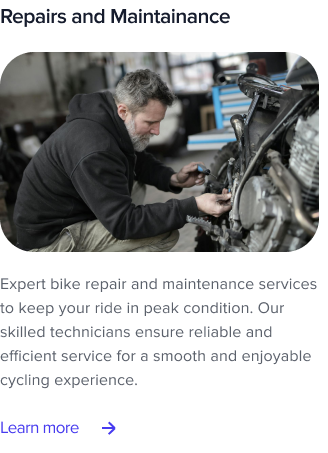 Repairs and Maintainance
Expert bike repair and maintenance services
to keep your ride in peak condition. Our
skilled technicians ensure reliable and
efficient service for a smooth and enjoyable
cycling experience.
Learn more